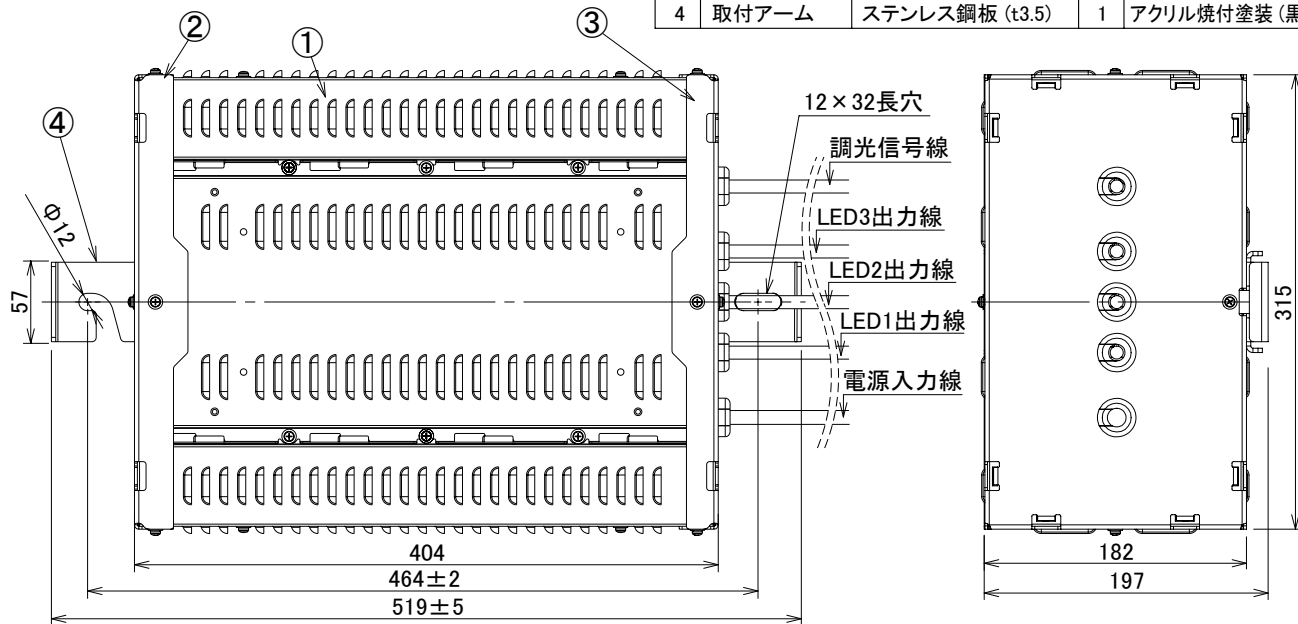 4 取付アーム ステンレス鋼板 (t3.5) 1 アクリル焼付塗装 (黒
② ① ③
④
12×32長穴
調光信号線
LED3出力線
LED2出力線
LED1出力線
電源入力線
Φ12
57
315
404
464±2
519±5
182
197